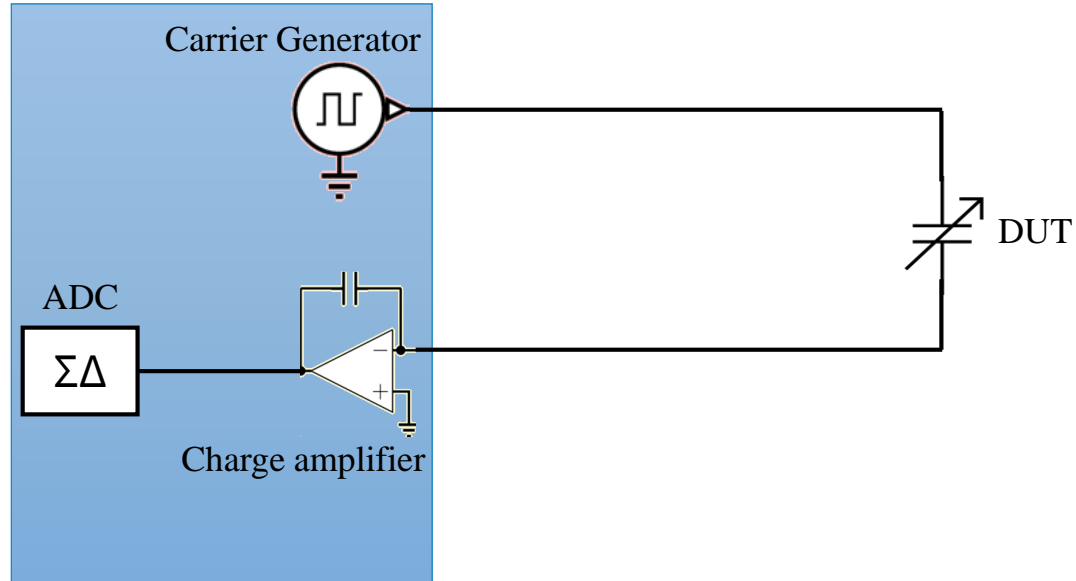 Carrier Generator
DUT
ADC
ΣΔ
−
+
Charge amplifier